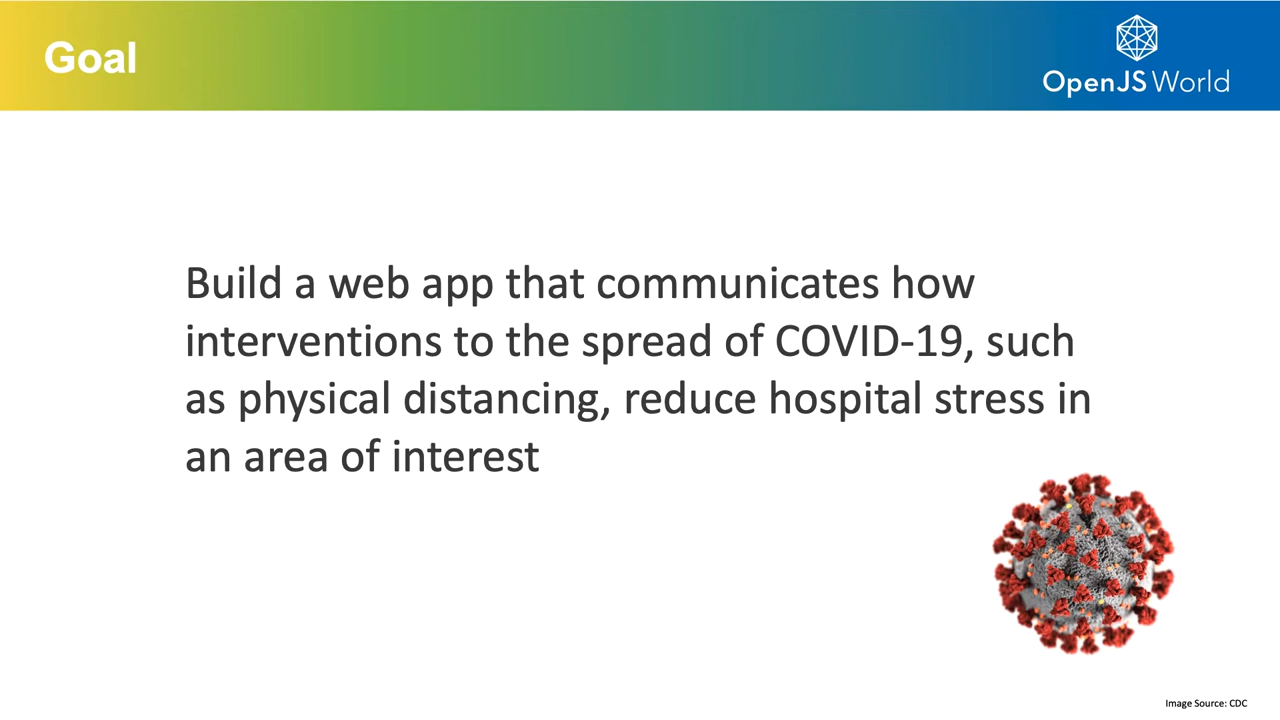 Goal
OpenJS World
Build a web app that communicates how
interventions to the spread of COVID-19, such
as physical distancing, reduce hospital stress in
an area of interest
Image Source: CDC